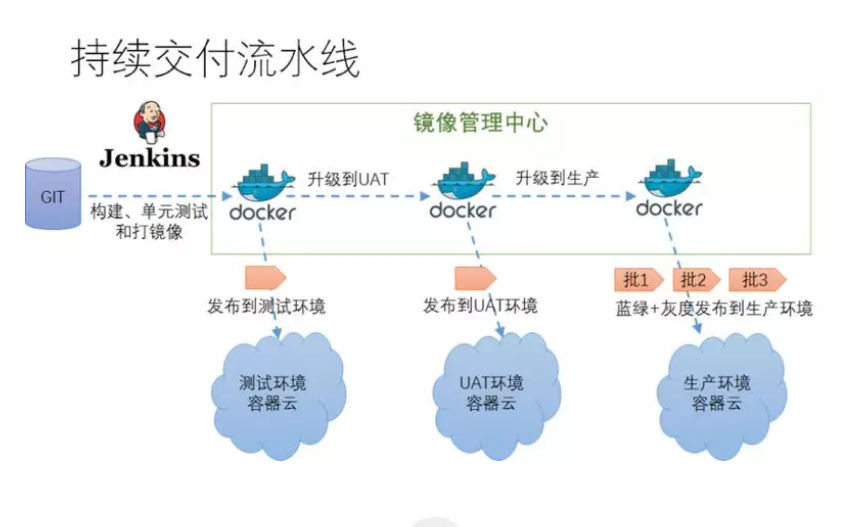 持续交付流水线
镜像管理中心
Jenkins
GIT
构建、单元测试
和打镜像
docker
升级到UAT
docker
升级到生产
docker
发布到测试环境
发布到UAT环境
批1
批2
批3
蓝绿+灰度发布到生产环境
测试环境
容器云
UAT环境
容器云
生产环境
容器云